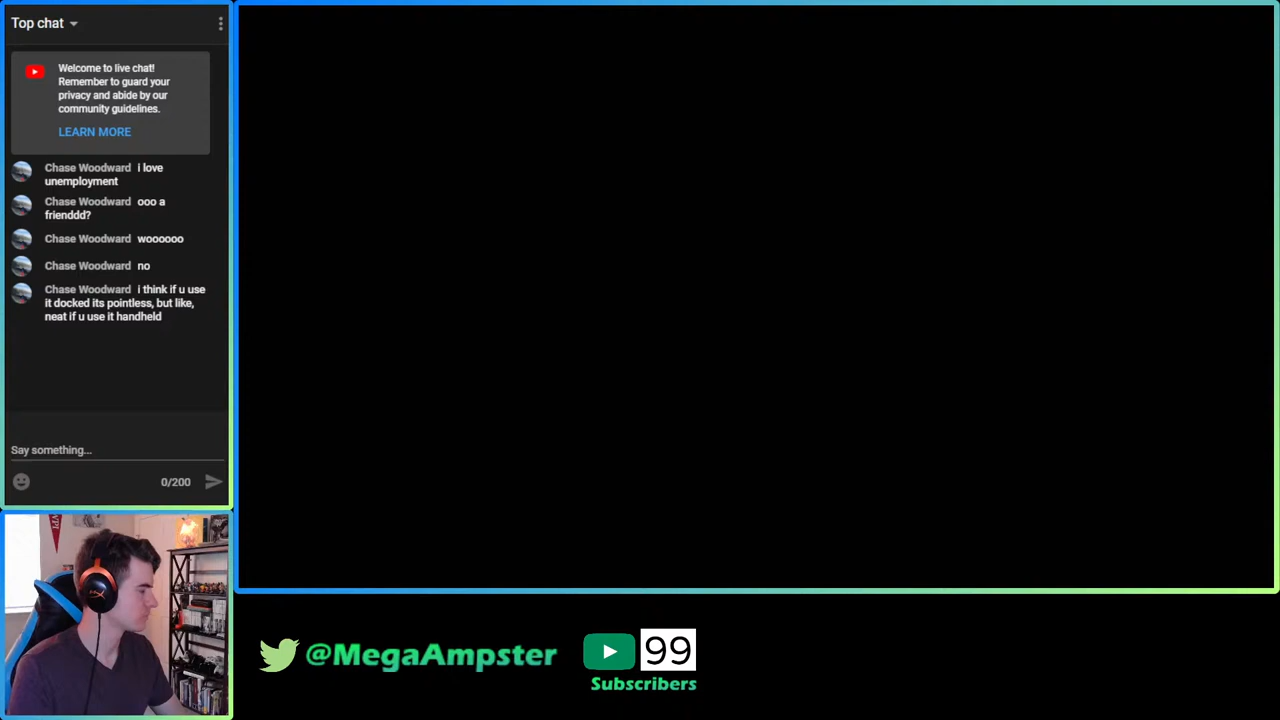 Top chat
Welcome to live chat!
Remember to guard your
privacy and abide by our
community guidelines.
LEARN MORE
Chase Woodward i love
unemployment
Chase Woodward ooo a
frienddd?
Chase Woodward woooooo
Chase Woodward no
Chase Woodward i think if u use
it docked its pointless, but like,
neat if u use it handheld
Say something...
0/200
@MegaAmpster
99
Subscribers